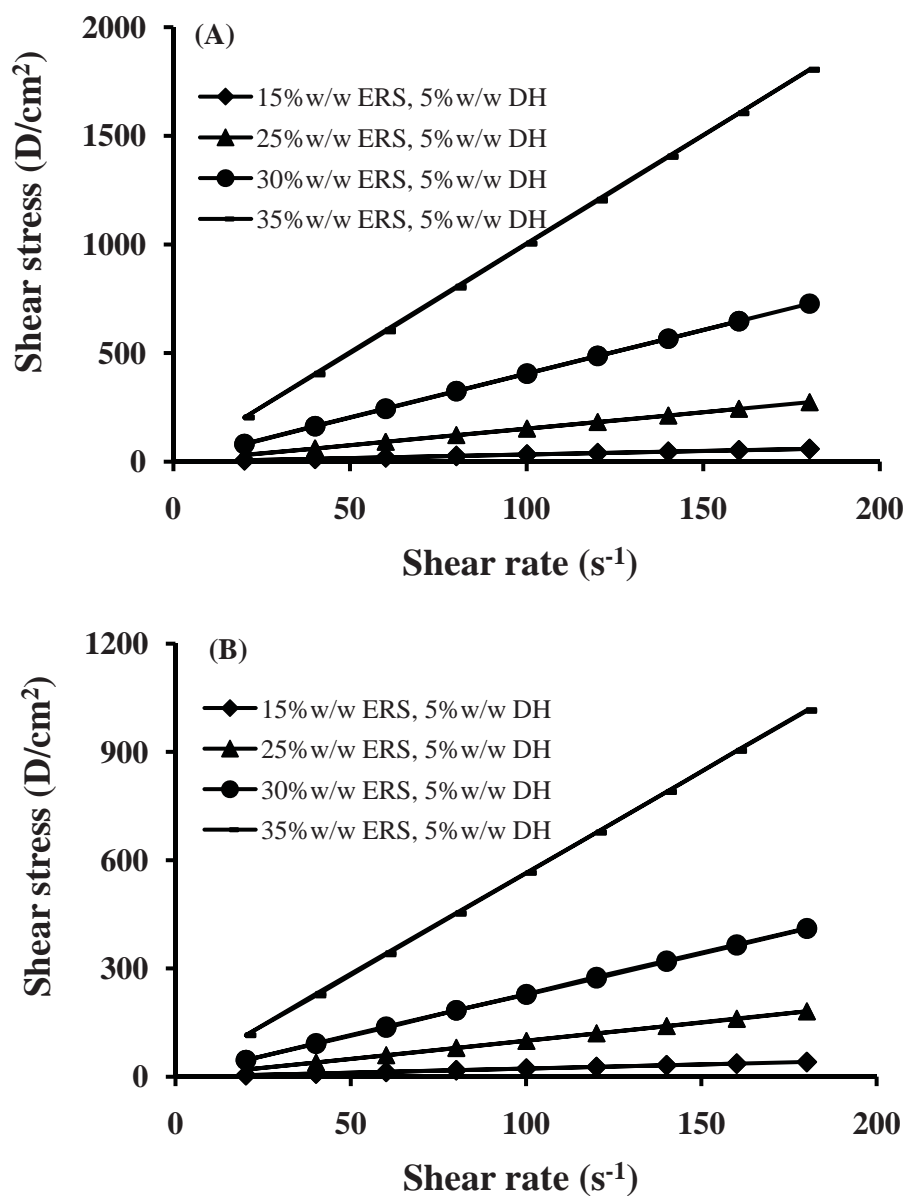 (A)
2000
1500
1000
500
0
Shear stress (D/cm²)
15%w/w ERS, 5%w/w DH
25%w/w ERS, 5%w/w DH
30%w/w ERS, 5%w/w DH
35%w/w ERS, 5%w/w DH
0 50 100 150 200
Shear rate (s⁻¹)
(B)
1200
900
600
300
0
Shear stress (D/cm²)
15%w/w ERS, 5%w/w DH
25%w/w ERS, 5%w/w DH
30%w/w ERS, 5%w/w DH
35%w/w ERS, 5%w/w DH
0 50 100 150 200
Shear rate (s⁻¹)